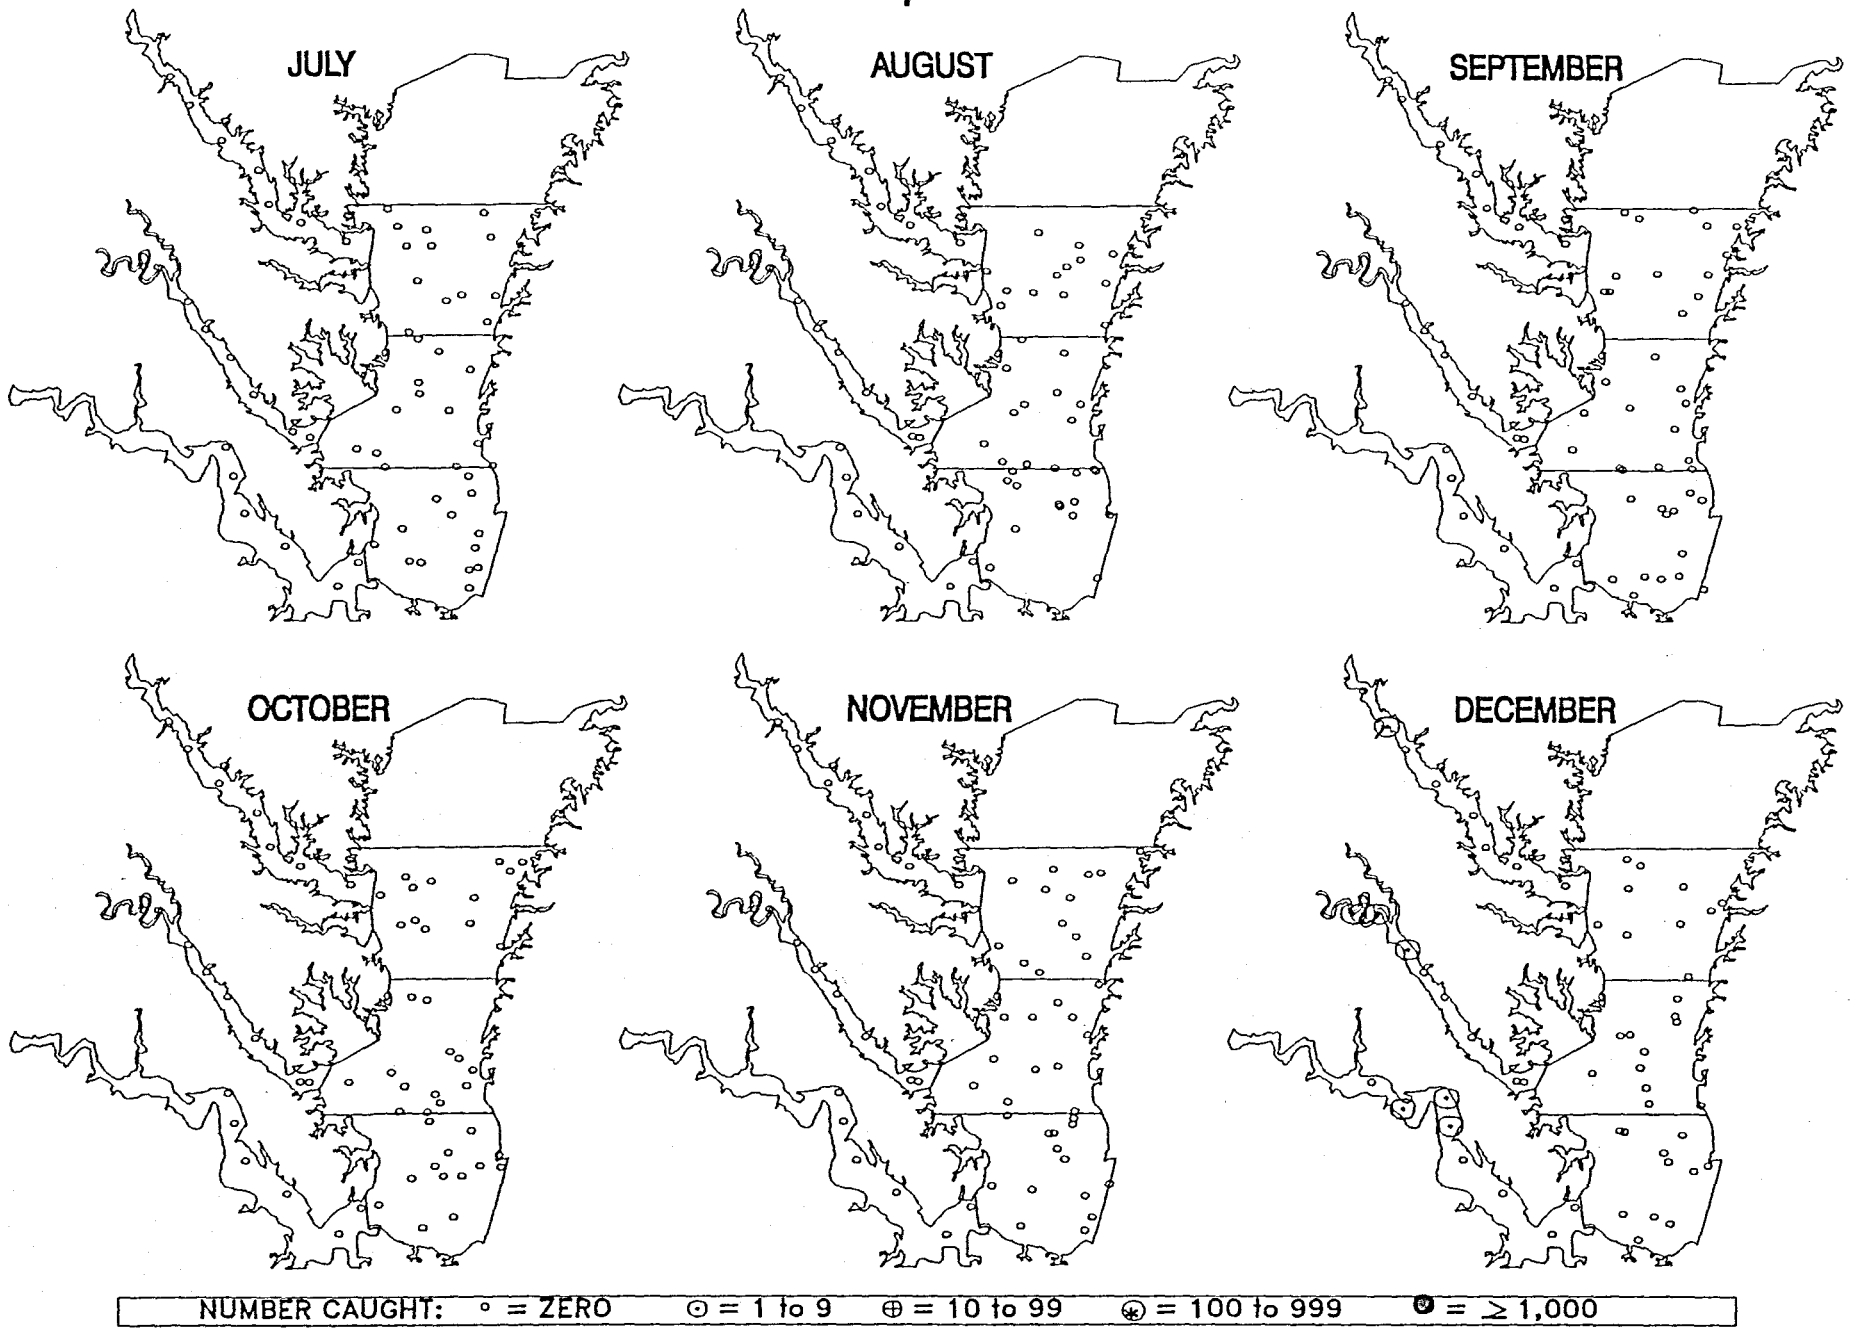 JULY
AUGUST
SEPTEMBER
OCTOBER
NOVEMBER
DECEMBER
NUMBER CAUGHT: = ZERO = 1 to 9 = 10 to 99 = 100 to 999 = ≥ 1,000